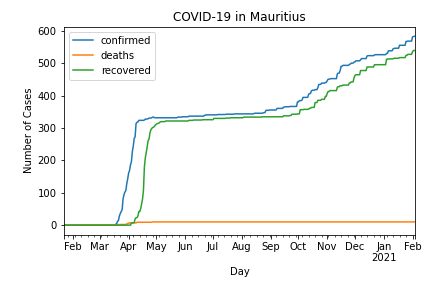 COVID-19 in Mauritius
confirmed
deaths
recovered
Number of Cases
600
500
400
300
200
100
0
Feb Mar Apr May Jun Jul Aug Sep Oct Nov Dec Jan Feb
2021
Day